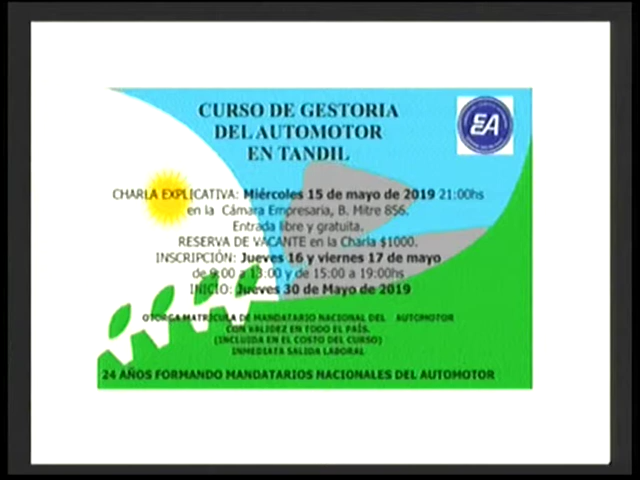 CURSO DE GESTORIA
DEL AUTOMOTOR
EN TANDIL
EA
CHARLA EXPLICATIVA: Miércoles 15 de mayo de 2019 21:00hs
en la Cámara Empresaria, B. Mitre 856.
Entrada libre y gratuita.
RESERVA DE VACANTE en la Charla $1000.
INSCRIPCIÓN: Jueves 16 y viernes 17 de mayo
de 9:00 a 13:00 y de 15:00 a 19:00hs
INICIO: Jueves 30 de Mayo de 2019
OTORGA MATRÍCULA DE MANDATARIO NACIONAL DEL AUTOMOTOR
CON VALIDEZ EN TODO EL PAÍS.
(INCLUIDA EN EL COSTO DEL CURSO)
INMEDIATA SALIDA LABORAL
24 AÑOS FORMANDO MANDATARIOS NACIONALES DEL AUTOMOTOR